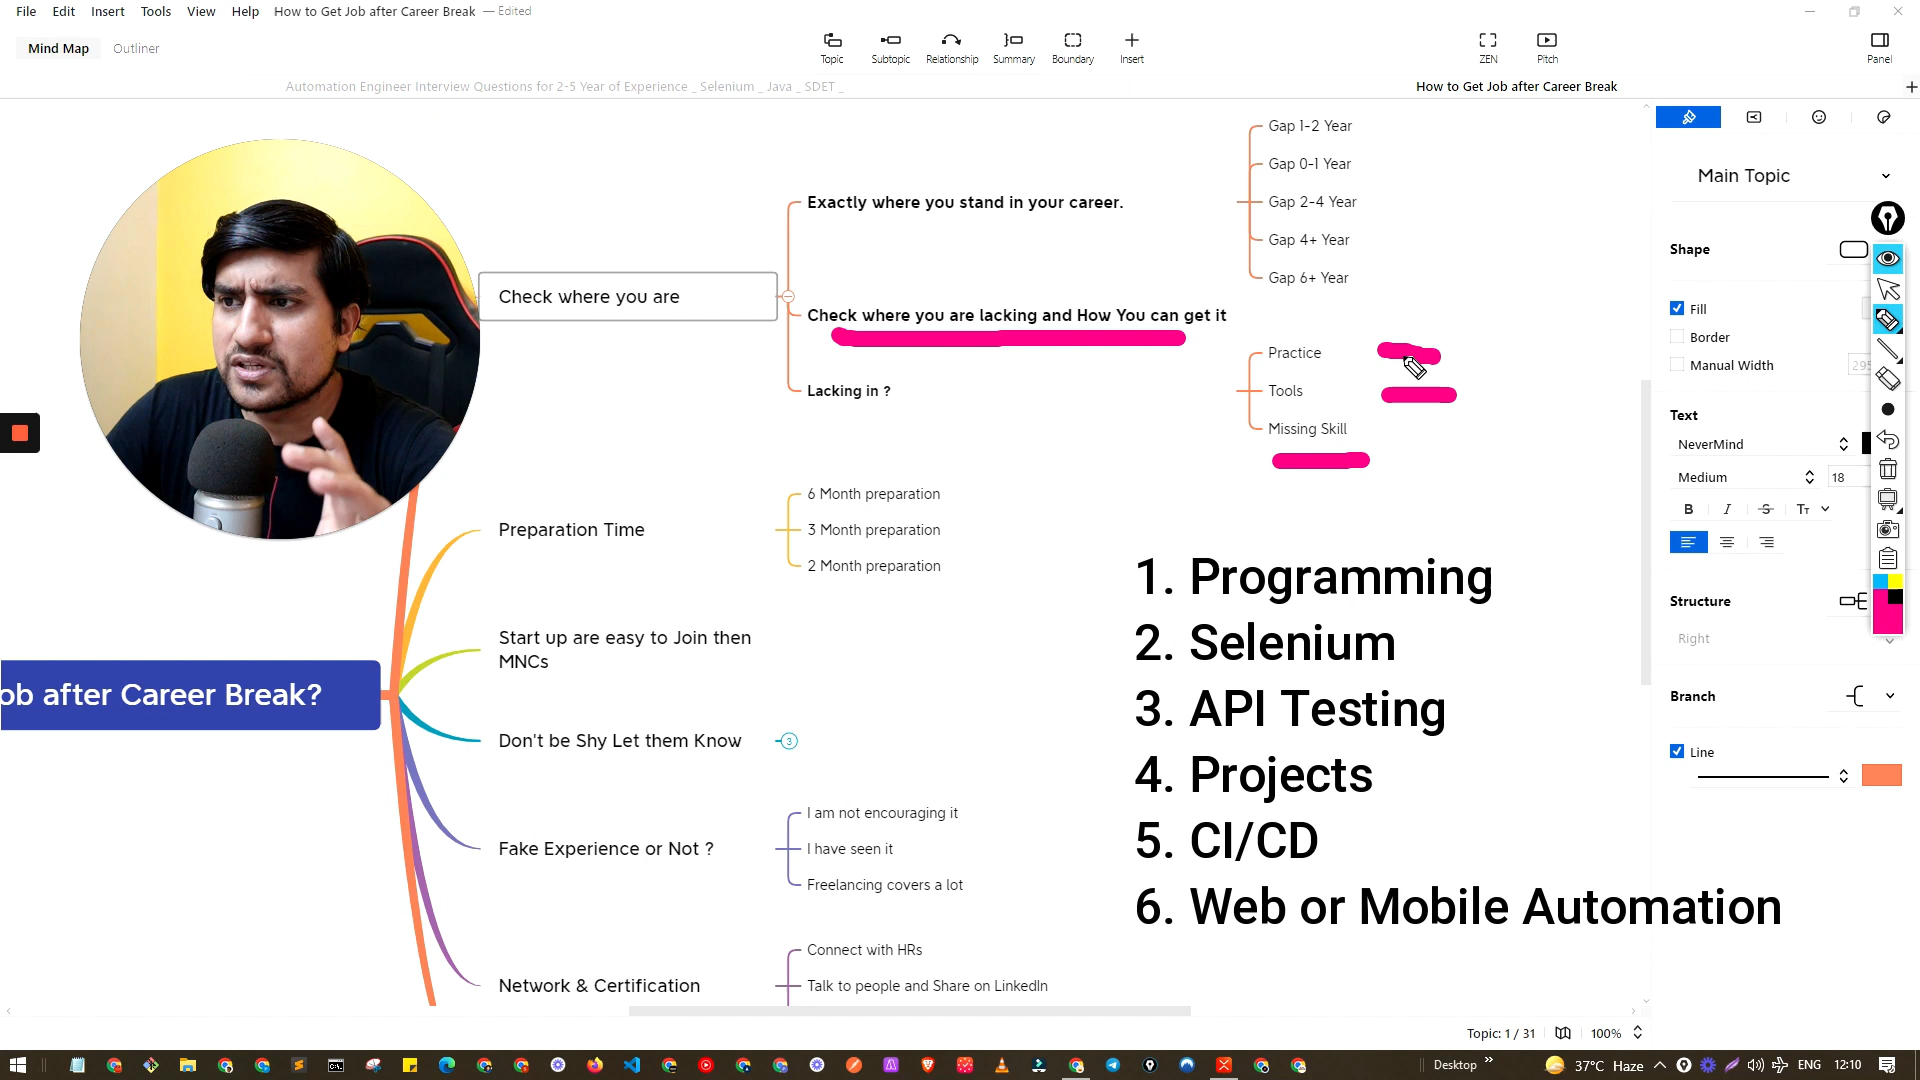 File Edit Insert Tools View Help How to Get Job after Career Break — Edited
Mind Map Outliner
Topic Subtopic Relationship Summary Boundary Insert
ZEN Pitch Panel
Automation Engineer Interview Questions for 2-5 Year of Experience _ Selenium _ Java _ SDET _
How to Get Job after Career Break
Check where you are
Exactly where you stand in your career.
Gap 1-2 Year
Gap 0-1 Year
Gap 2-4 Year
Gap 4+ Year
Gap 6+ Year
Check where you are lacking and How You can get it
Lacking in ?
Practice
Tools
Missing Skill
Preparation Time
6 Month preparation
3 Month preparation
2 Month preparation
Start up are easy to Join then
MNCs
ob after Career Break?
Don't be Shy Let them Know
3
Fake Experience or Not ?
I am not encouraging it
I have seen it
Freelancing covers a lot
Network & Certification
Connect with HRs
Talk to people and Share on LinkedIn
1. Programming
2. Selenium
3. API Testing
4. Projects
5. CI/CD
6. Web or Mobile Automation
Main Topic
Shape
Fill
Border
Manual Width
295
Text
NeverMind
Medium
18
B I S Tт
Structure
Right
Branch
Line
Topic: 1 / 31
100%
Desktop
37°C Haze
ENG
12:10